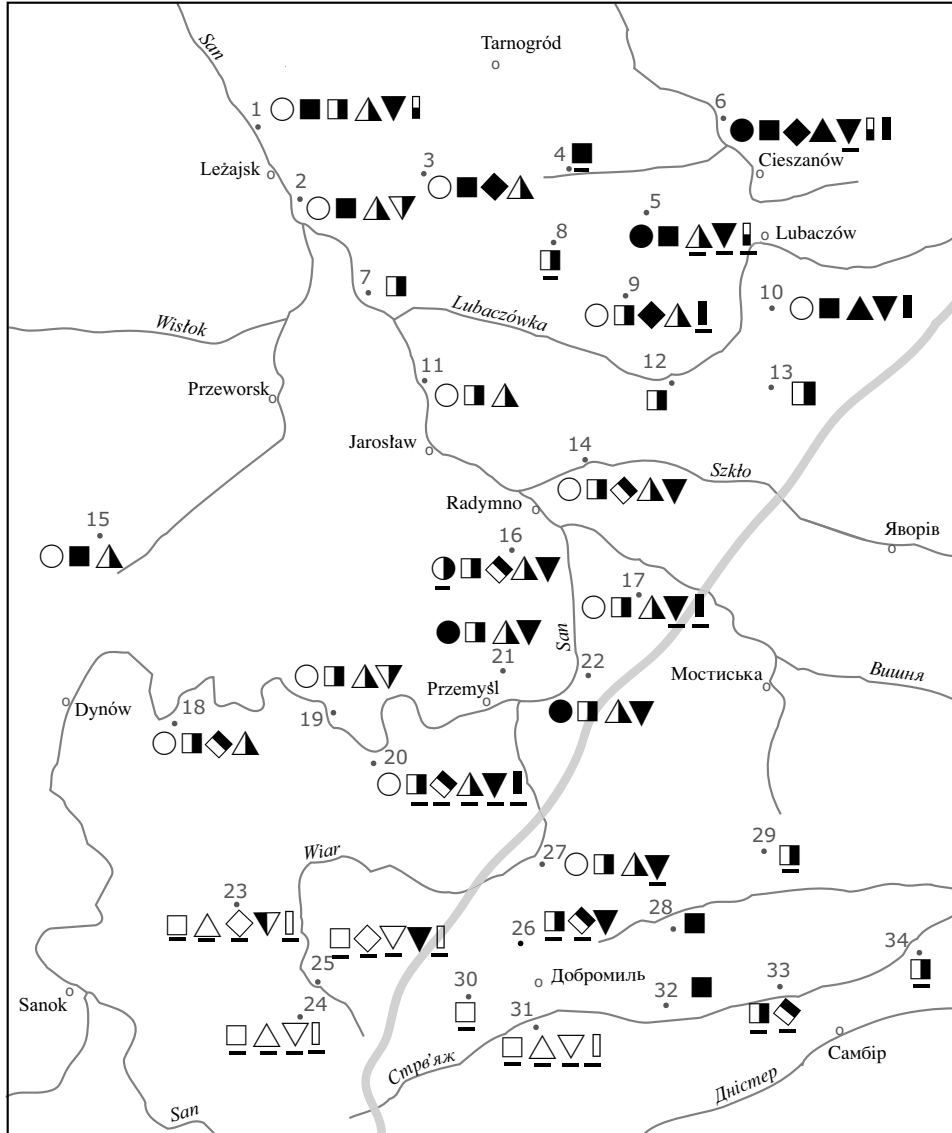 San
Tarnogród
1
6
Leżajsk
3
4
Cieszanów
2
5
8
Lubaczów
7
9
10
Wisłok
Lubaczówka
11
12
13
Przeworsk
Jarosław
14
Szkło
Radymno
15
16
Яворів
17
San
21
22
Мостиська
Вишня
Dynów
18
19
Przemyśl
20
Wiar
27
29
23
26
28
34
25
Добромиль
33
Sanok
24
30
32
31
Самбір
Стрв’яж
Дністер
San